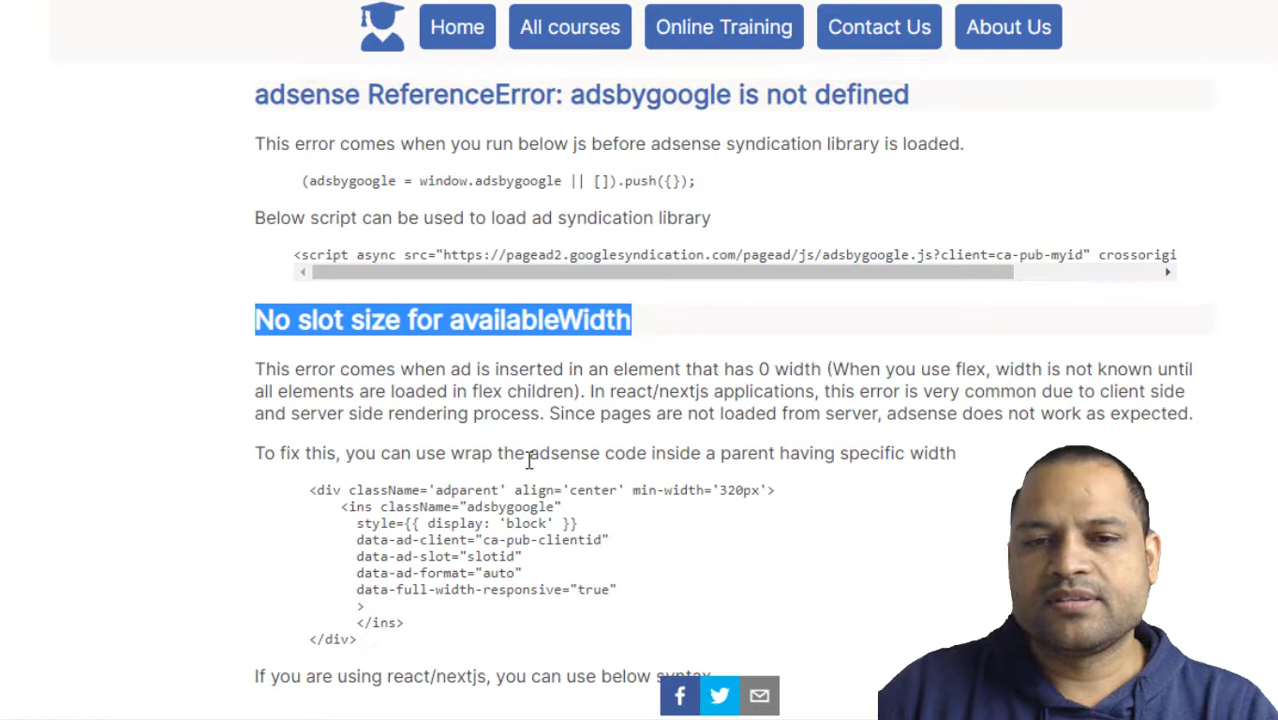 Home All courses Online Training Contact Us About Us
adsense ReferenceError: adsbygoogle is not defined
This error comes when you run below js before adsense syndication library is loaded.
(adsbygoogle = window.adsbygoogle || []).push({});
Below script can be used to load ad syndication library
<script async src="https://pagead2.googlesyndication.com/pagead/js/adsbygoogle.js?client=ca-pub-myid" crossorigi
No slot size for availableWidth
This error comes when ad is inserted in an element that has 0 width (When you use flex, width is not known until
all elements are loaded in flex children). In react/nextjs applications, this error is very common due to client side
and server side rendering process. Since pages are not loaded from server, adsense does not work as expected.
To fix this, you can use wrap the adsense code inside a parent having specific width
<div className='adparent' align='center' min-width='320px'>
<ins className="adsbygoogle"
style={{ display: 'block' }}
data-ad-client="ca-pub-clientid"
data-ad-slot="slotid"
data-ad-format="auto"
data-full-width-responsive="true"
>
</ins>
</div>
If you are using react/nextjs, you can use below syntax